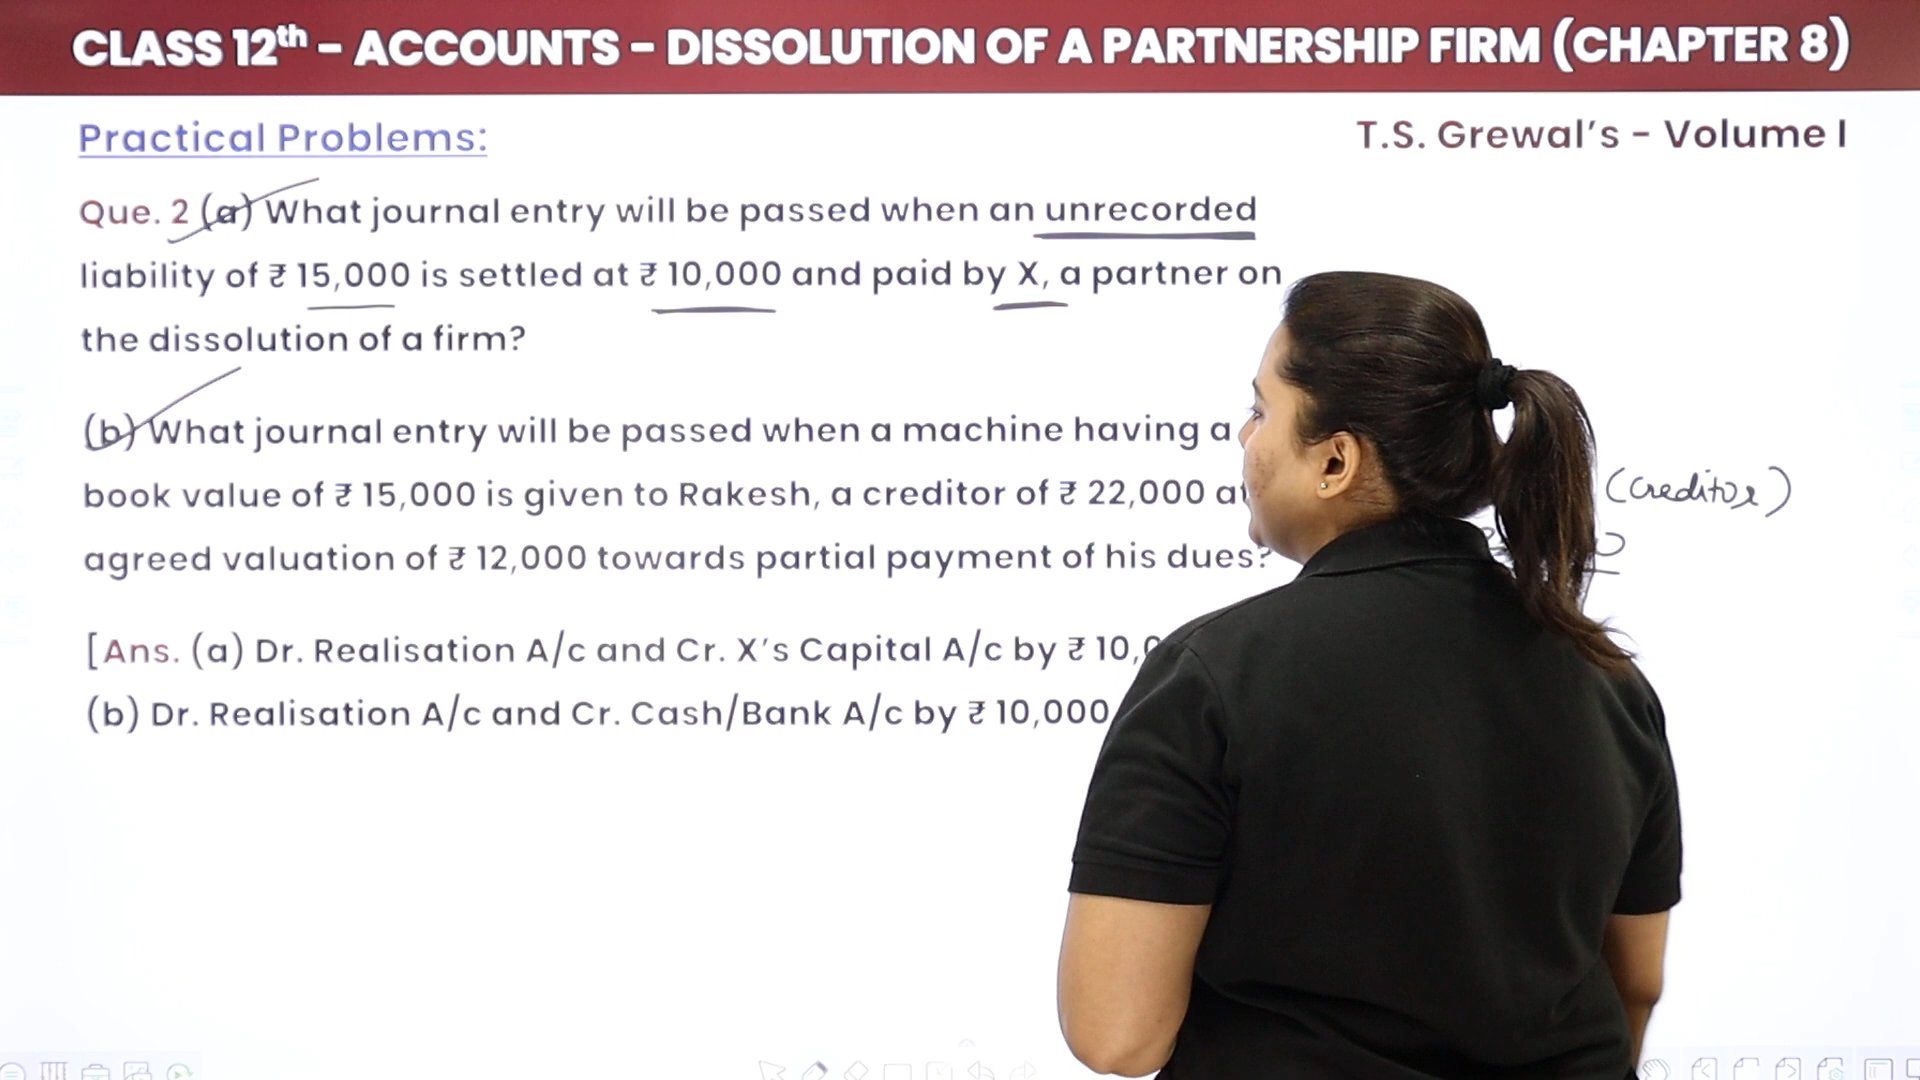 CLASS 12th – ACCOUNTS – DISSOLUTION OF A PARTNERSHIP FIRM (CHAPTER 8)
Practical Problems:
T.S. Grewal's – Volume I
Que. 2 (a) What journal entry will be passed when an unrecorded
liability of ₹ 15,000 is settled at ₹ 10,000 and paid by X, a partner on
the dissolution of a firm?
(b) What journal entry will be passed when a machine having a
book value of ₹ 15,000 is given to Rakesh, a creditor of ₹ 22,000
(Creditor)
agreed valuation of ₹ 12,000 towards partial payment of his dues?
[Ans. (a) Dr. Realisation A/c and Cr. X's Capital A/c by ₹
(b) Dr. Realisation A/c and Cr. Cash/Bank A/c by ₹ 10,000